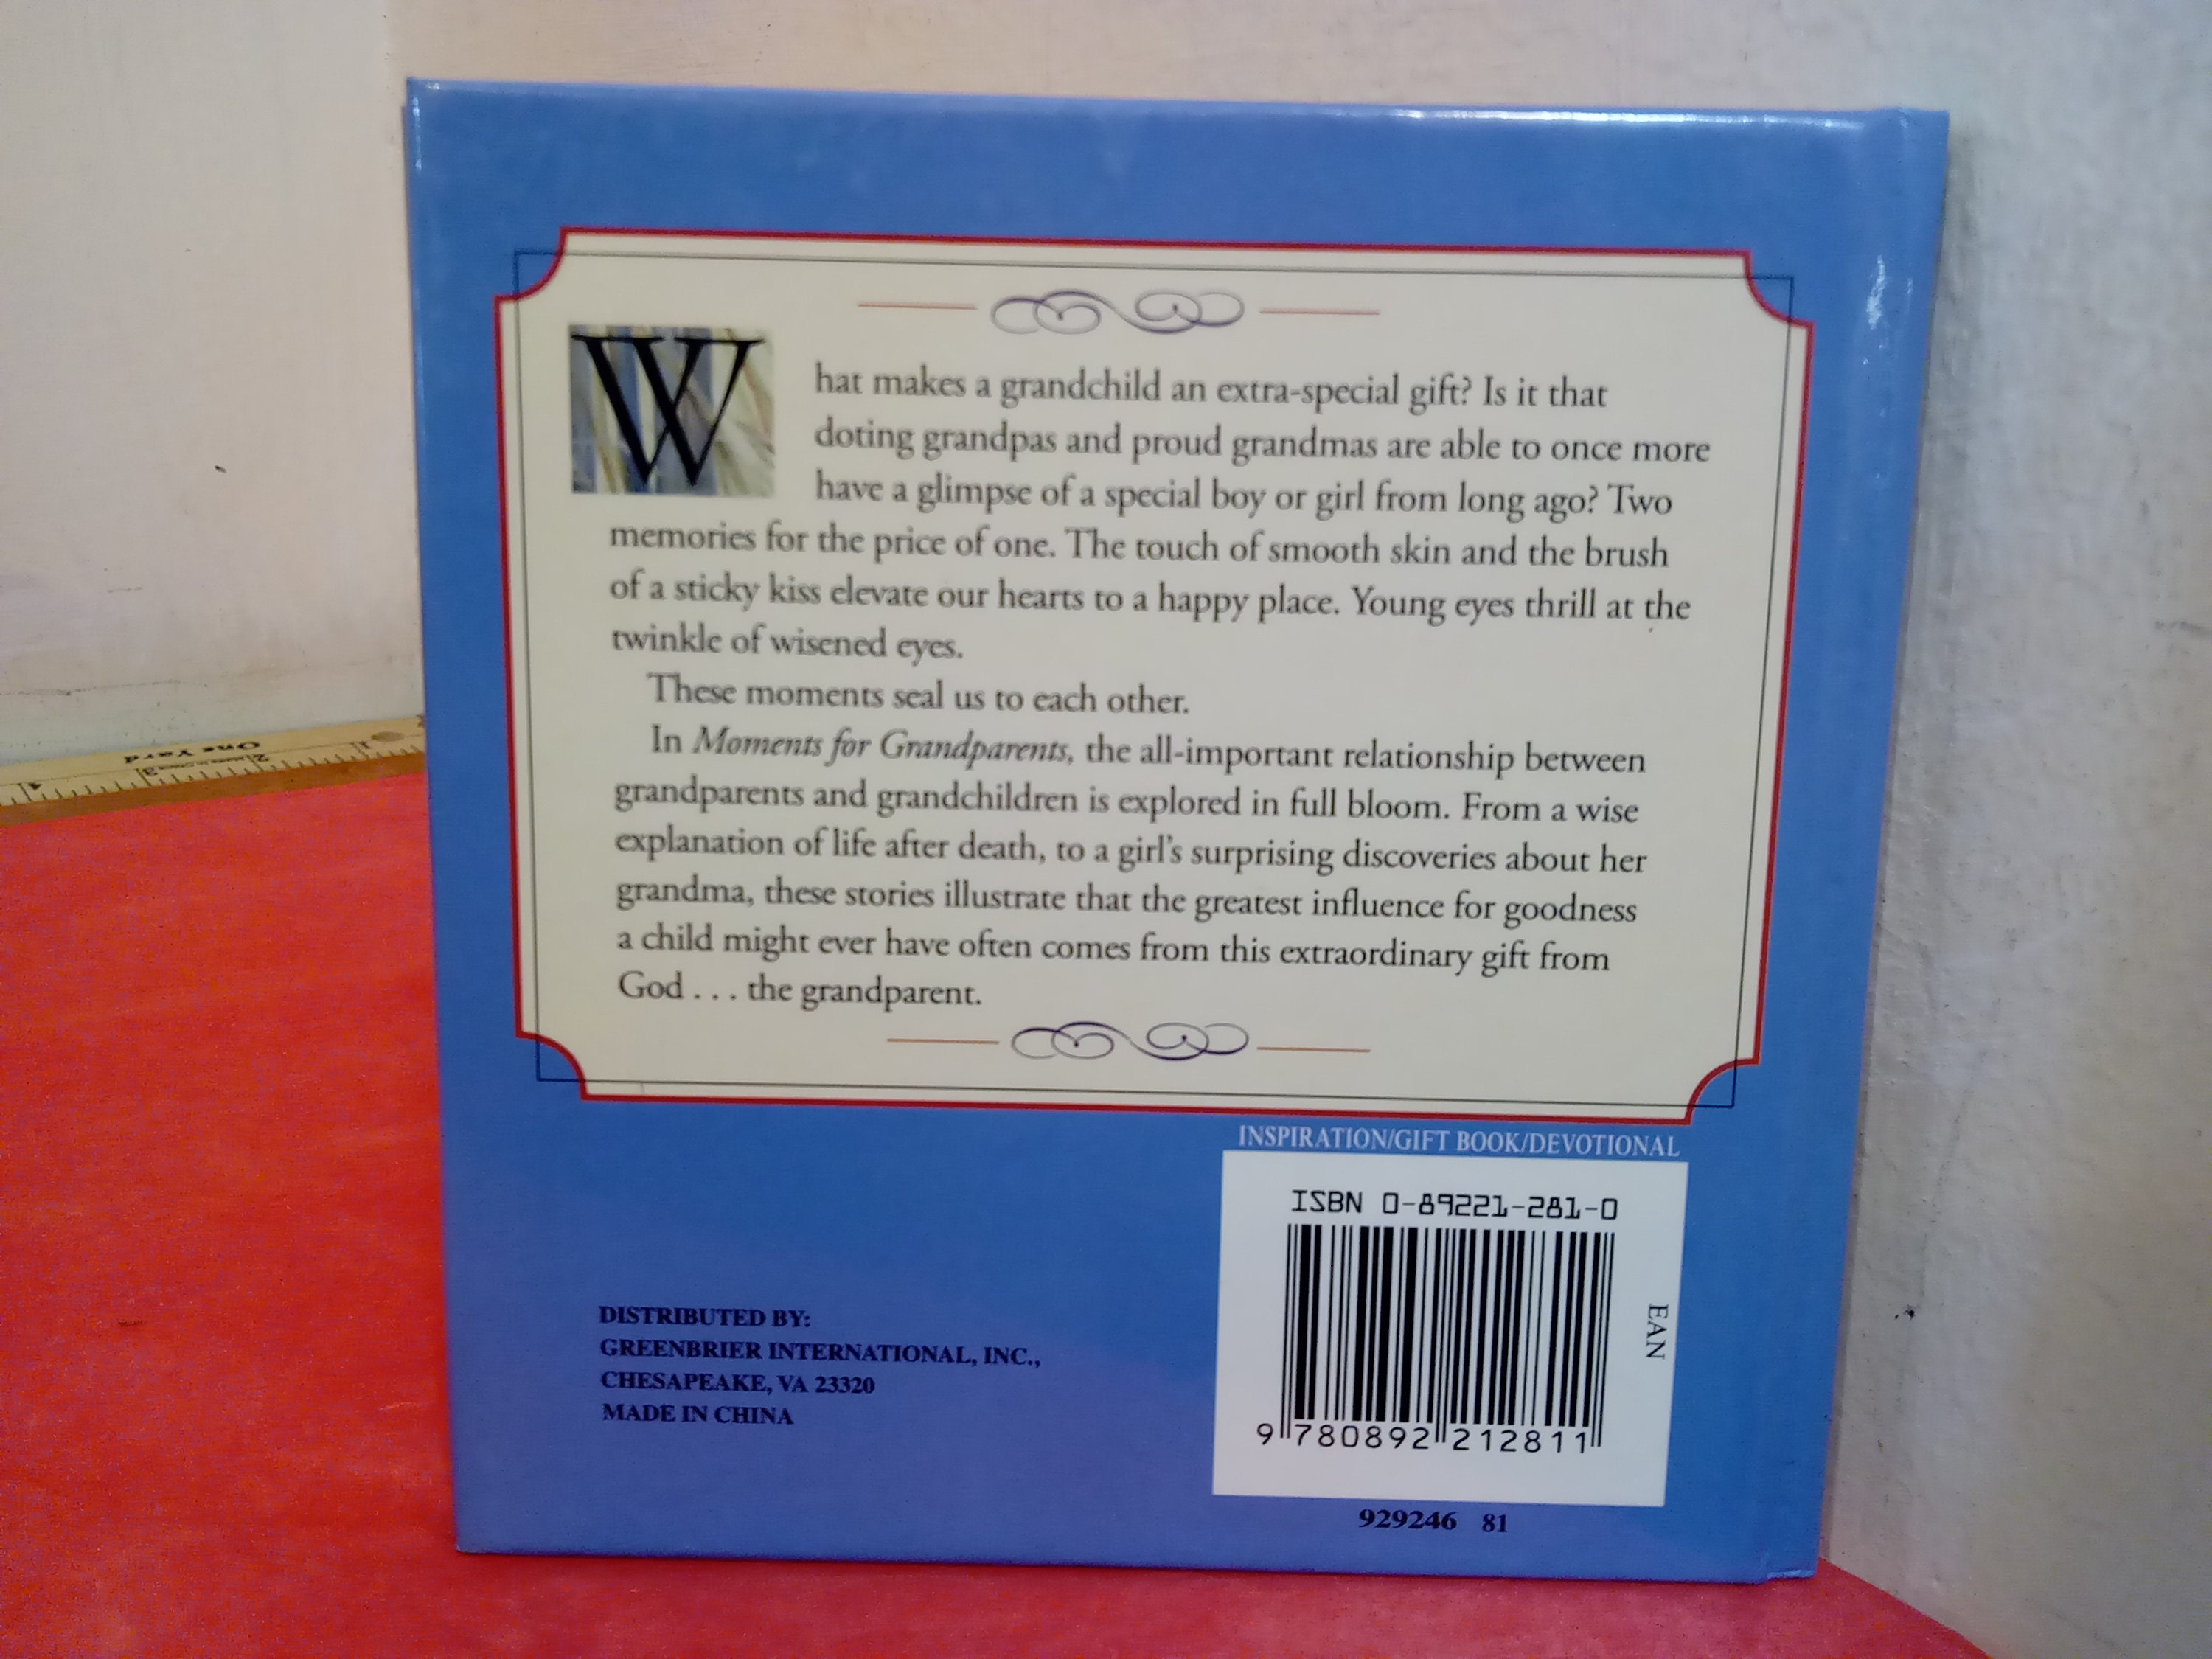 What makes a grandchild an extra-special gift? Is it that
doting grandpas and proud grandmas are able to once more
have a glimpse of a special boy or girl from long ago? Two
memories for the price of one. The touch of smooth skin and the brush
of a sticky kiss elevate our hearts to a happy place. Young eyes thrill at the
twinkle of wisened eyes.
These moments seal us to each other.
In Moments for Grandparents, the all-important relationship between
grandparents and grandchildren is explored in full bloom. From a wise
explanation of life after death, to a girl's surprising discoveries about her
grandma, these stories illustrate that the greatest influence for goodness
a child might ever have often comes from this extraordinary gift from
God . . . the grandparent.
INSPIRATION/GIFT BOOK/DEVOTIONAL
ISBN 0-89221-281-0
EAN
9 780892 212811
929246 81
DISTRIBUTED BY:
GREENBRIER INTERNATIONAL, INC.,
CHESAPEAKE, VA 23320
MADE IN CHINA
One Yard
1 2 3 4